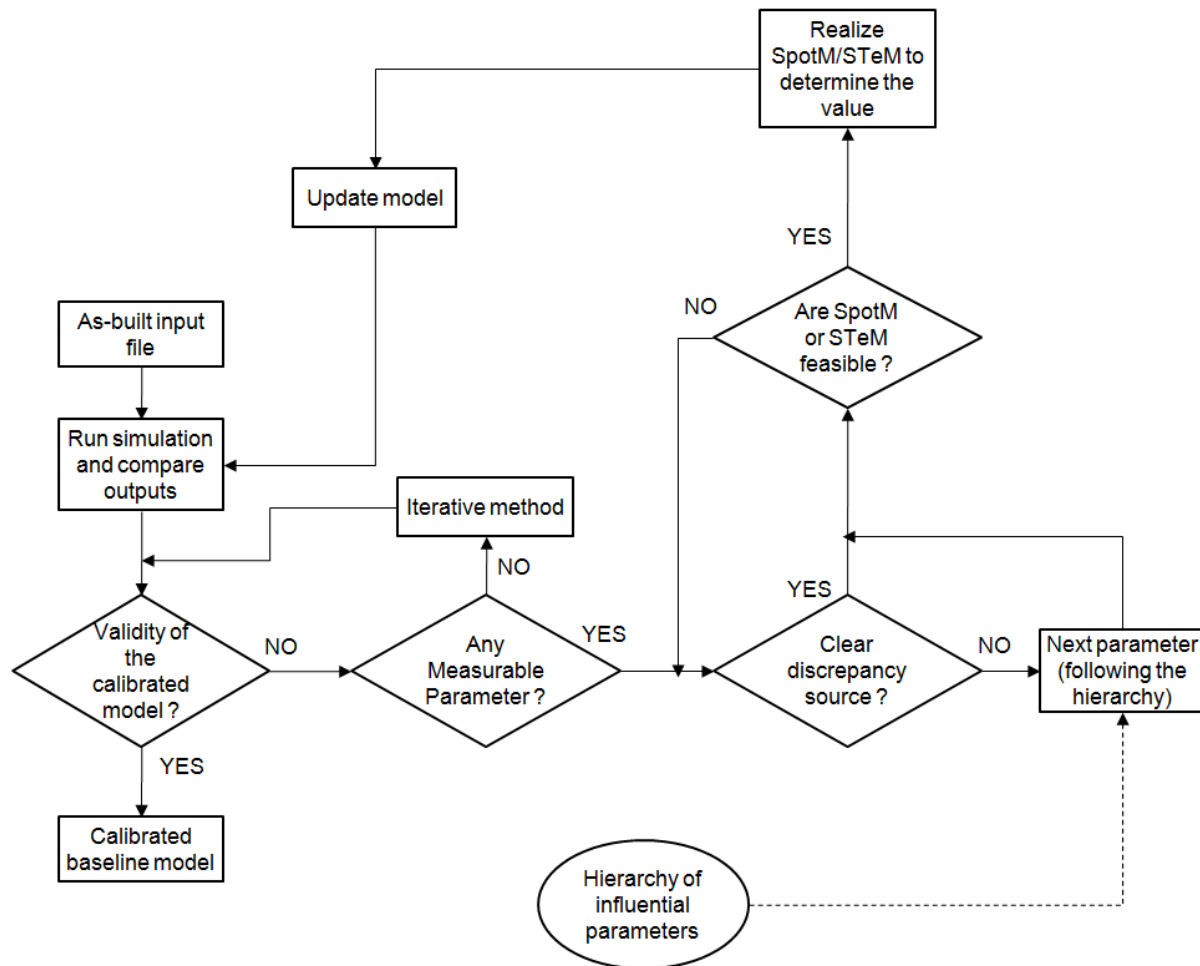 Realize
SpotM/STeM to
determine the
value
Update model
YES
NO
Are SpotM
or STeM
feasible ?
As-built input
file
Run simulation
and compare
outputs
Iterative method
NO
YES
Validity of
the
calibrated
model ?
NO
Any
Measurable
Parameter ?
YES
Clear
discrepancy
source ?
NO
Next parameter
(following the
hierarchy)
YES
Calibrated
baseline model
Hierarchy of
influential
parameters